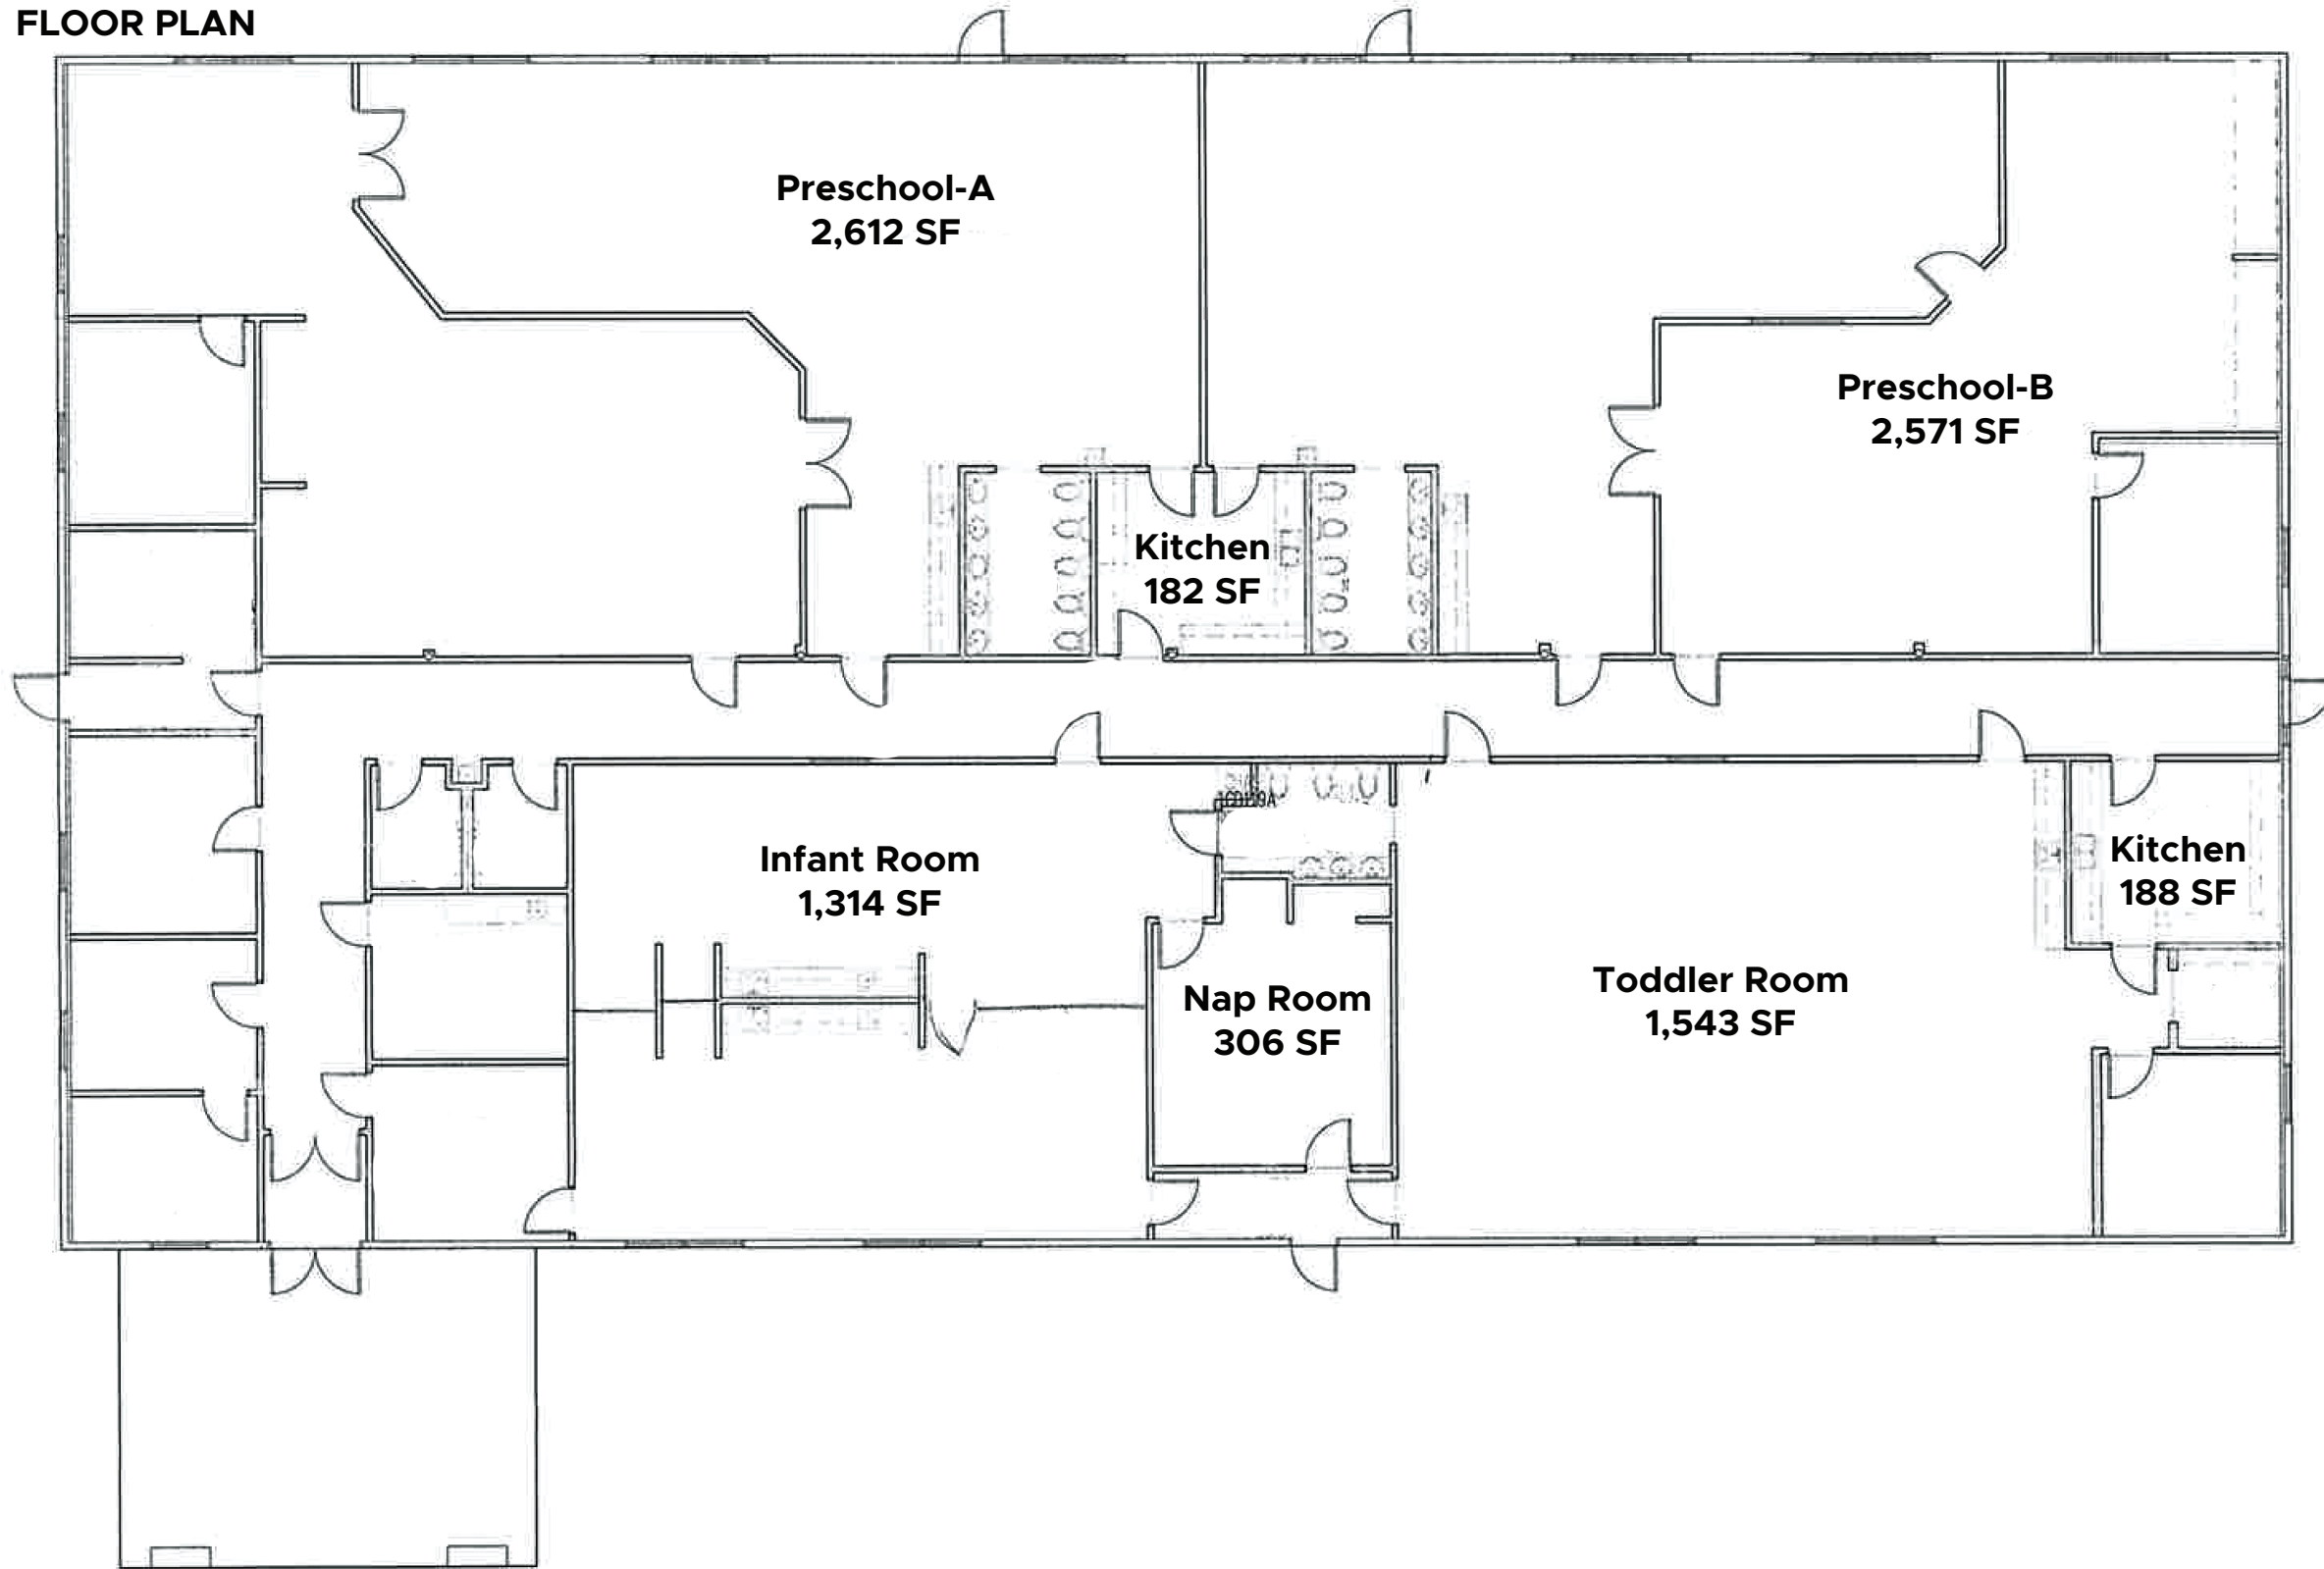 FLOOR PLAN
Preschool-A
2,612 SF
Preschool-B
2,571 SF
Kitchen
182 SF
Infant Room
1,314 SF
Kitchen
188 SF
Toddler Room
1,543 SF
Nap Room
306 SF